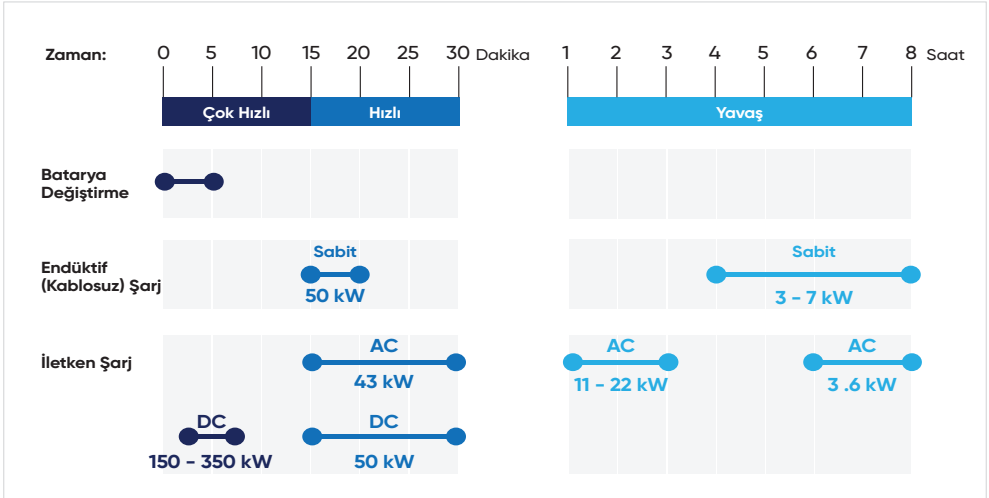 Zaman: 0 5 10 15 20 25 30 Dakika 1 2 3 4 5 6 7 8 Saat
Çok Hızlı Hızlı Yavaş
Batarya
Değiştirme
Sabit Sabit
Endüktif
(Kablosuz) Şarj
50 kW 3 - 7 kW
AC AC AC
İletken Şarj
43 kW 11 - 22 kW 3 .6 kW
DC DC
150 - 350 kW 50 kW